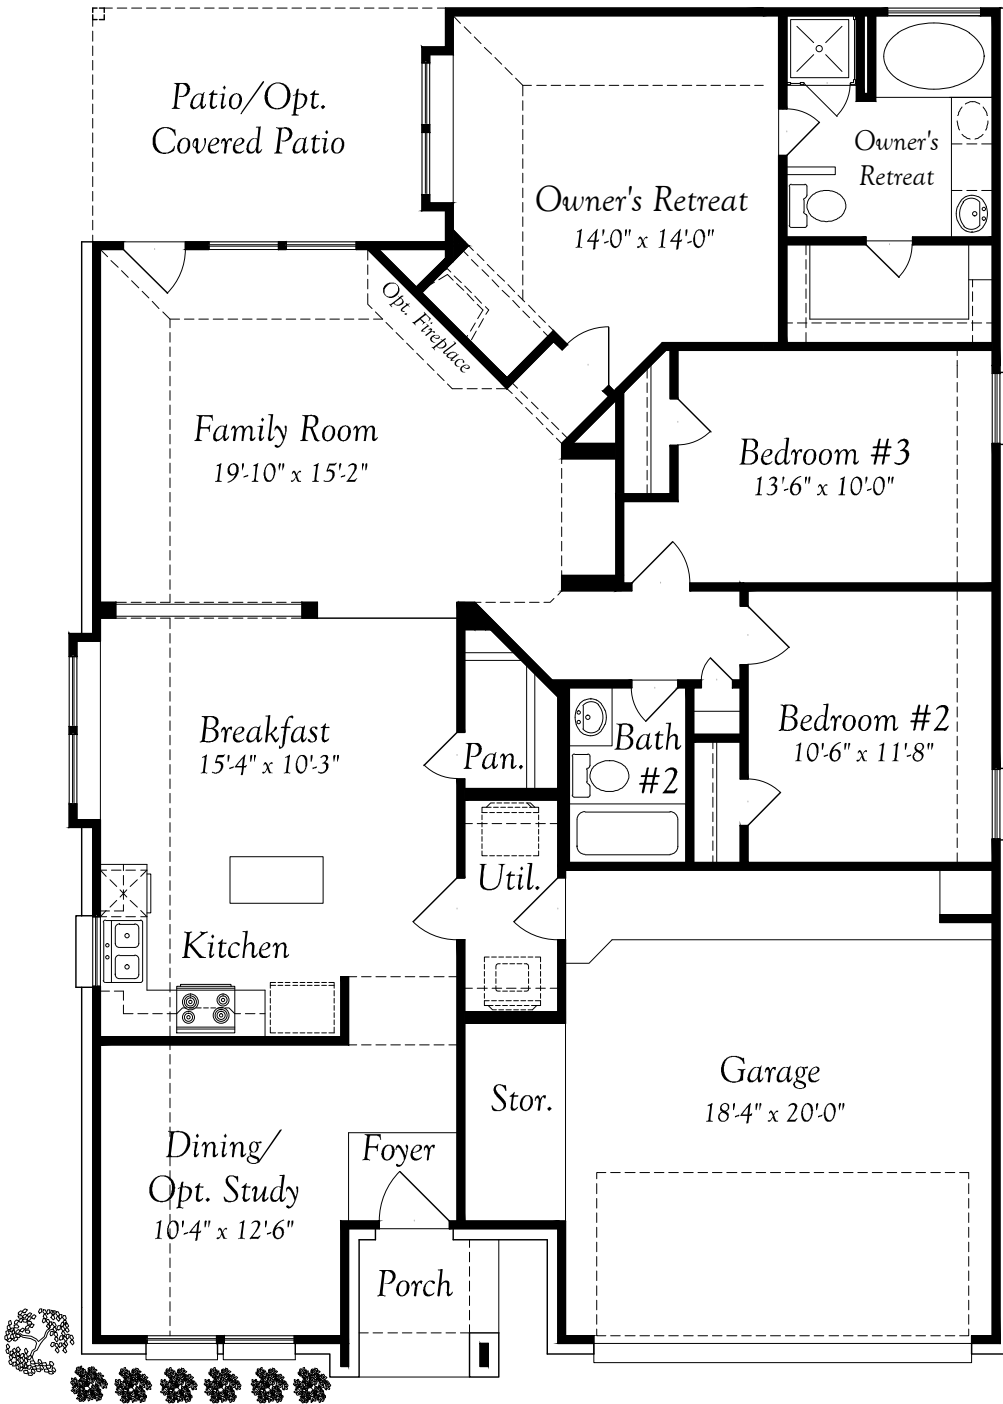 Patio/Opt.
Covered Patio
Owner's
Retreat
Owner's Retreat
14'-0" x 14'-0"
Opt. Fireplace
Family Room
19'-10" x 15'-2"
Bedroom #3
13'-6" x 10'-0"
Breakfast
15'-4" x 10'-3"
Pan.
Bath
#2
Bedroom #2
10'-6" x 11'-8"
Util.
Kitchen
Garage
18'-4" x 20'-0"
Stor.
Dining/
Opt. Study
10'-4" x 12'-6"
Foyer
Porch